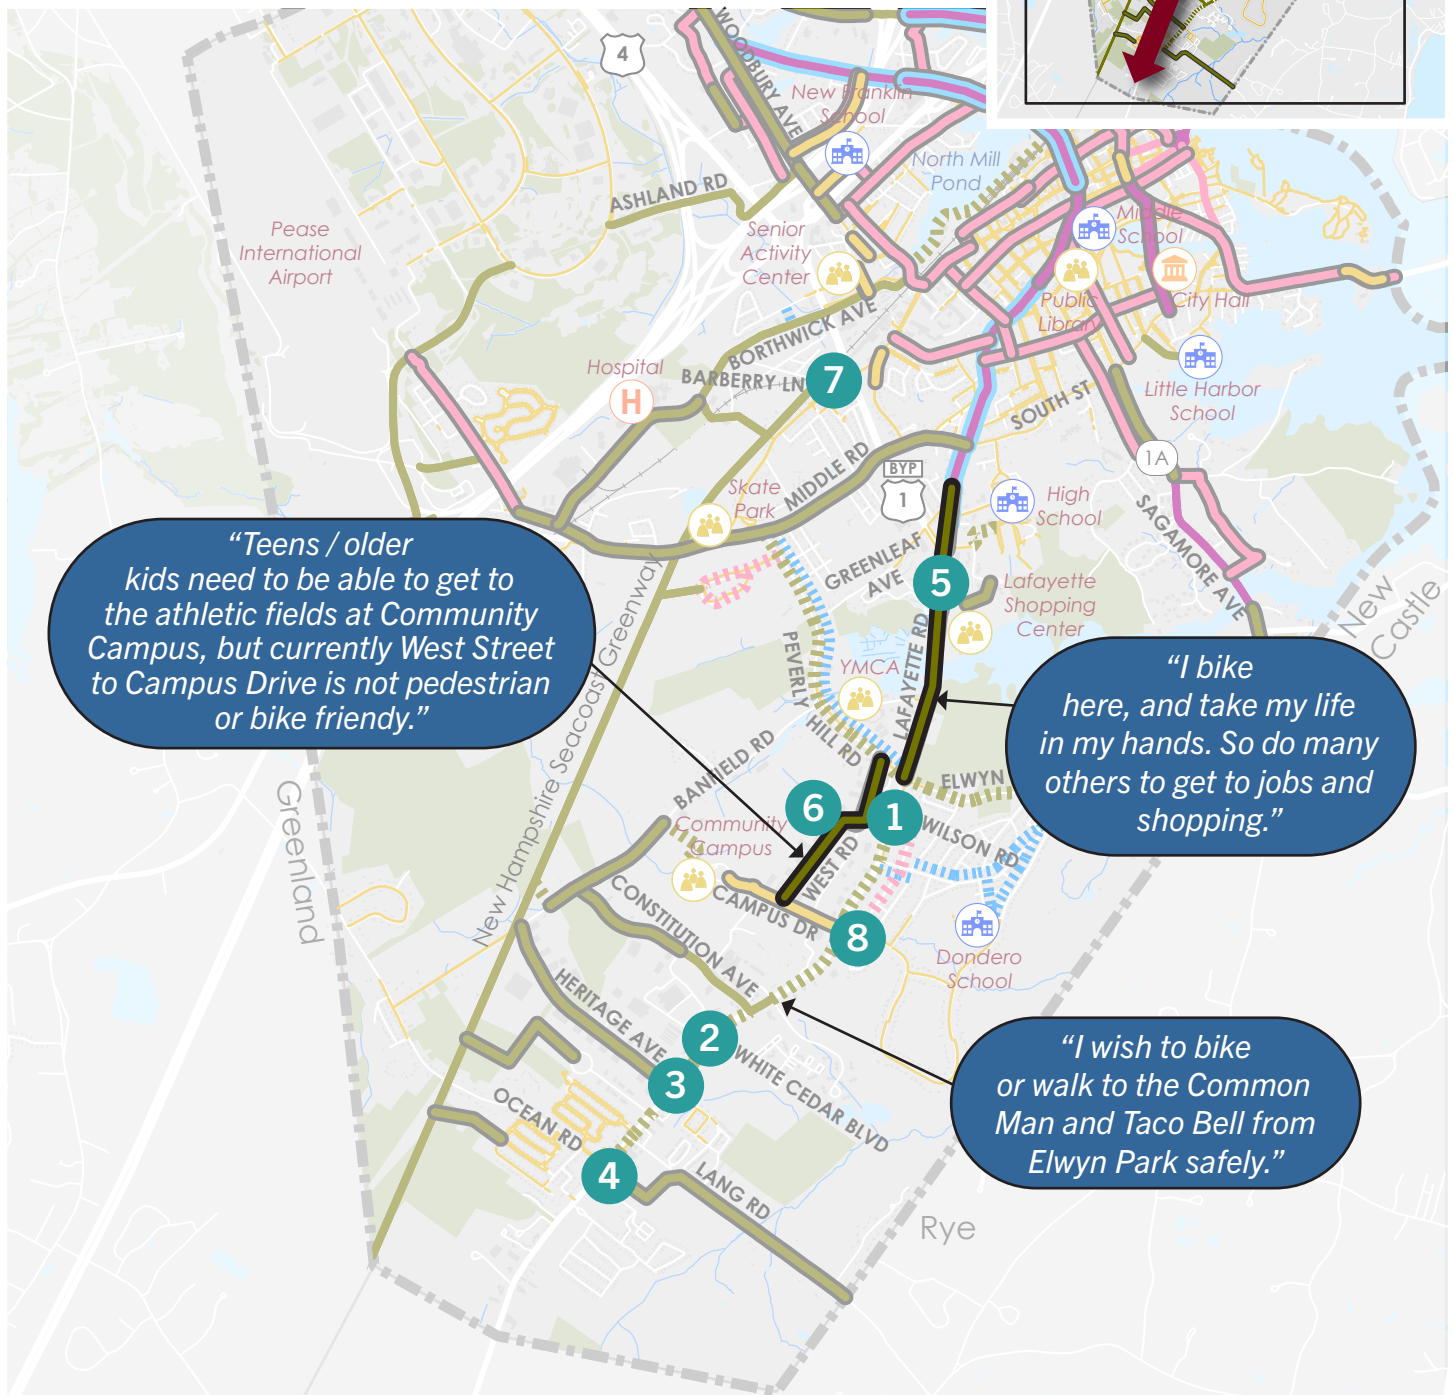 4
WOODBURY AVE
New Franklin
School
North Mill
Pond
ASHLAND RD
Pease
International
Airport
Senior
Activity
Center
Middle
School
Public
Library
City Hall
BORTHWICK AVE
Hospital
H
BARBERRY LN
7
Little Harbor
School
SOUTH ST
1A
MIDDLE RD
BYP
1
Skate
Park
High
School
SAGAMORE AVE
GREENLEAF
AVE
5
Lafayette
Shopping
Center
New
Castle
“Teens / older
kids need to be able to get to
the athletic fields at Community
Campus, but currently West Street
to Campus Drive is not pedestrian
or bike friendy.”
New Hampshire Seacoast Greenway
PEVERLY
HILL RD
YMCA
LAFAYETTE RD
“I bike
here, and take my life
in my hands. So do many
others to get to jobs and
shopping.”
BANFIELD RD
ELWYN
Greenland
6
1
WILSON RD
Community
Campus
WEST RD
CAMPUS DR
8
CONSTITUTION AVE
Dondero
School
HERITAGE AVE
2
WHITE CEDAR BLVD
3
OCEAN RD
4
LANG RD
“I wish to bike
or walk to the Common
Man and Taco Bell from
Elwyn Park safely.”
Rye